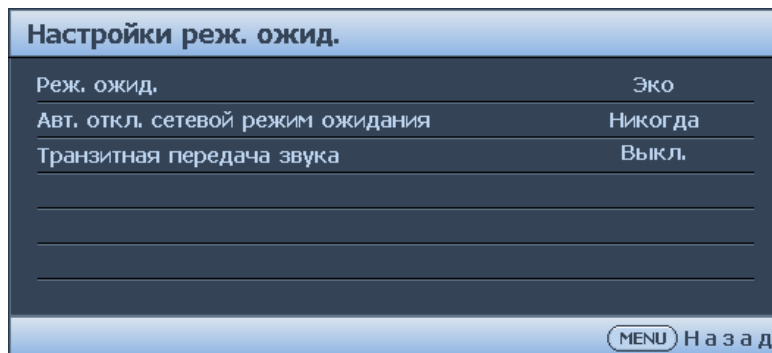 Настройки реж. ожид.
Реж. ожид. Эко
Авт. откл. сетевой режим ожидания Никогда
Транзитная передача звука Выкл.
MENU Назад